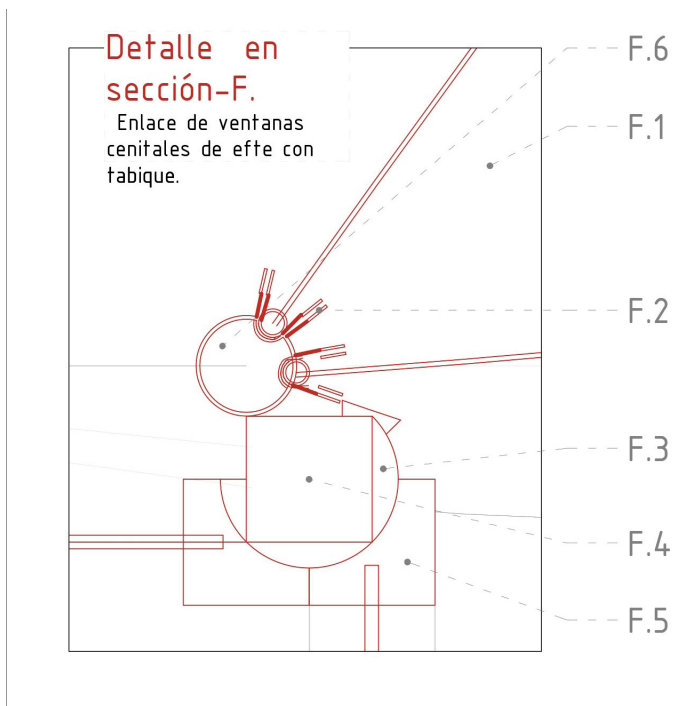 Detalle en
sección-F.
Enlace de ventanas
cenitales de efte con
tabique.
F.6
F.1
F.2
F.3
F.4
F.5